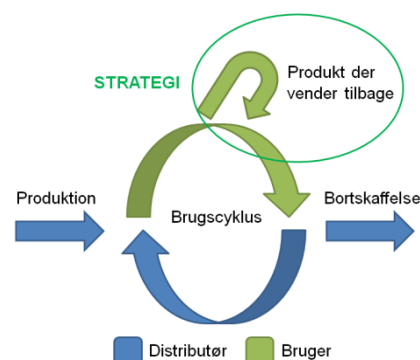 STRATEGI
Produkt der
vender tilbage
Produktion
Brugscyklus
Bortskaffelse
Distributør
Bruger